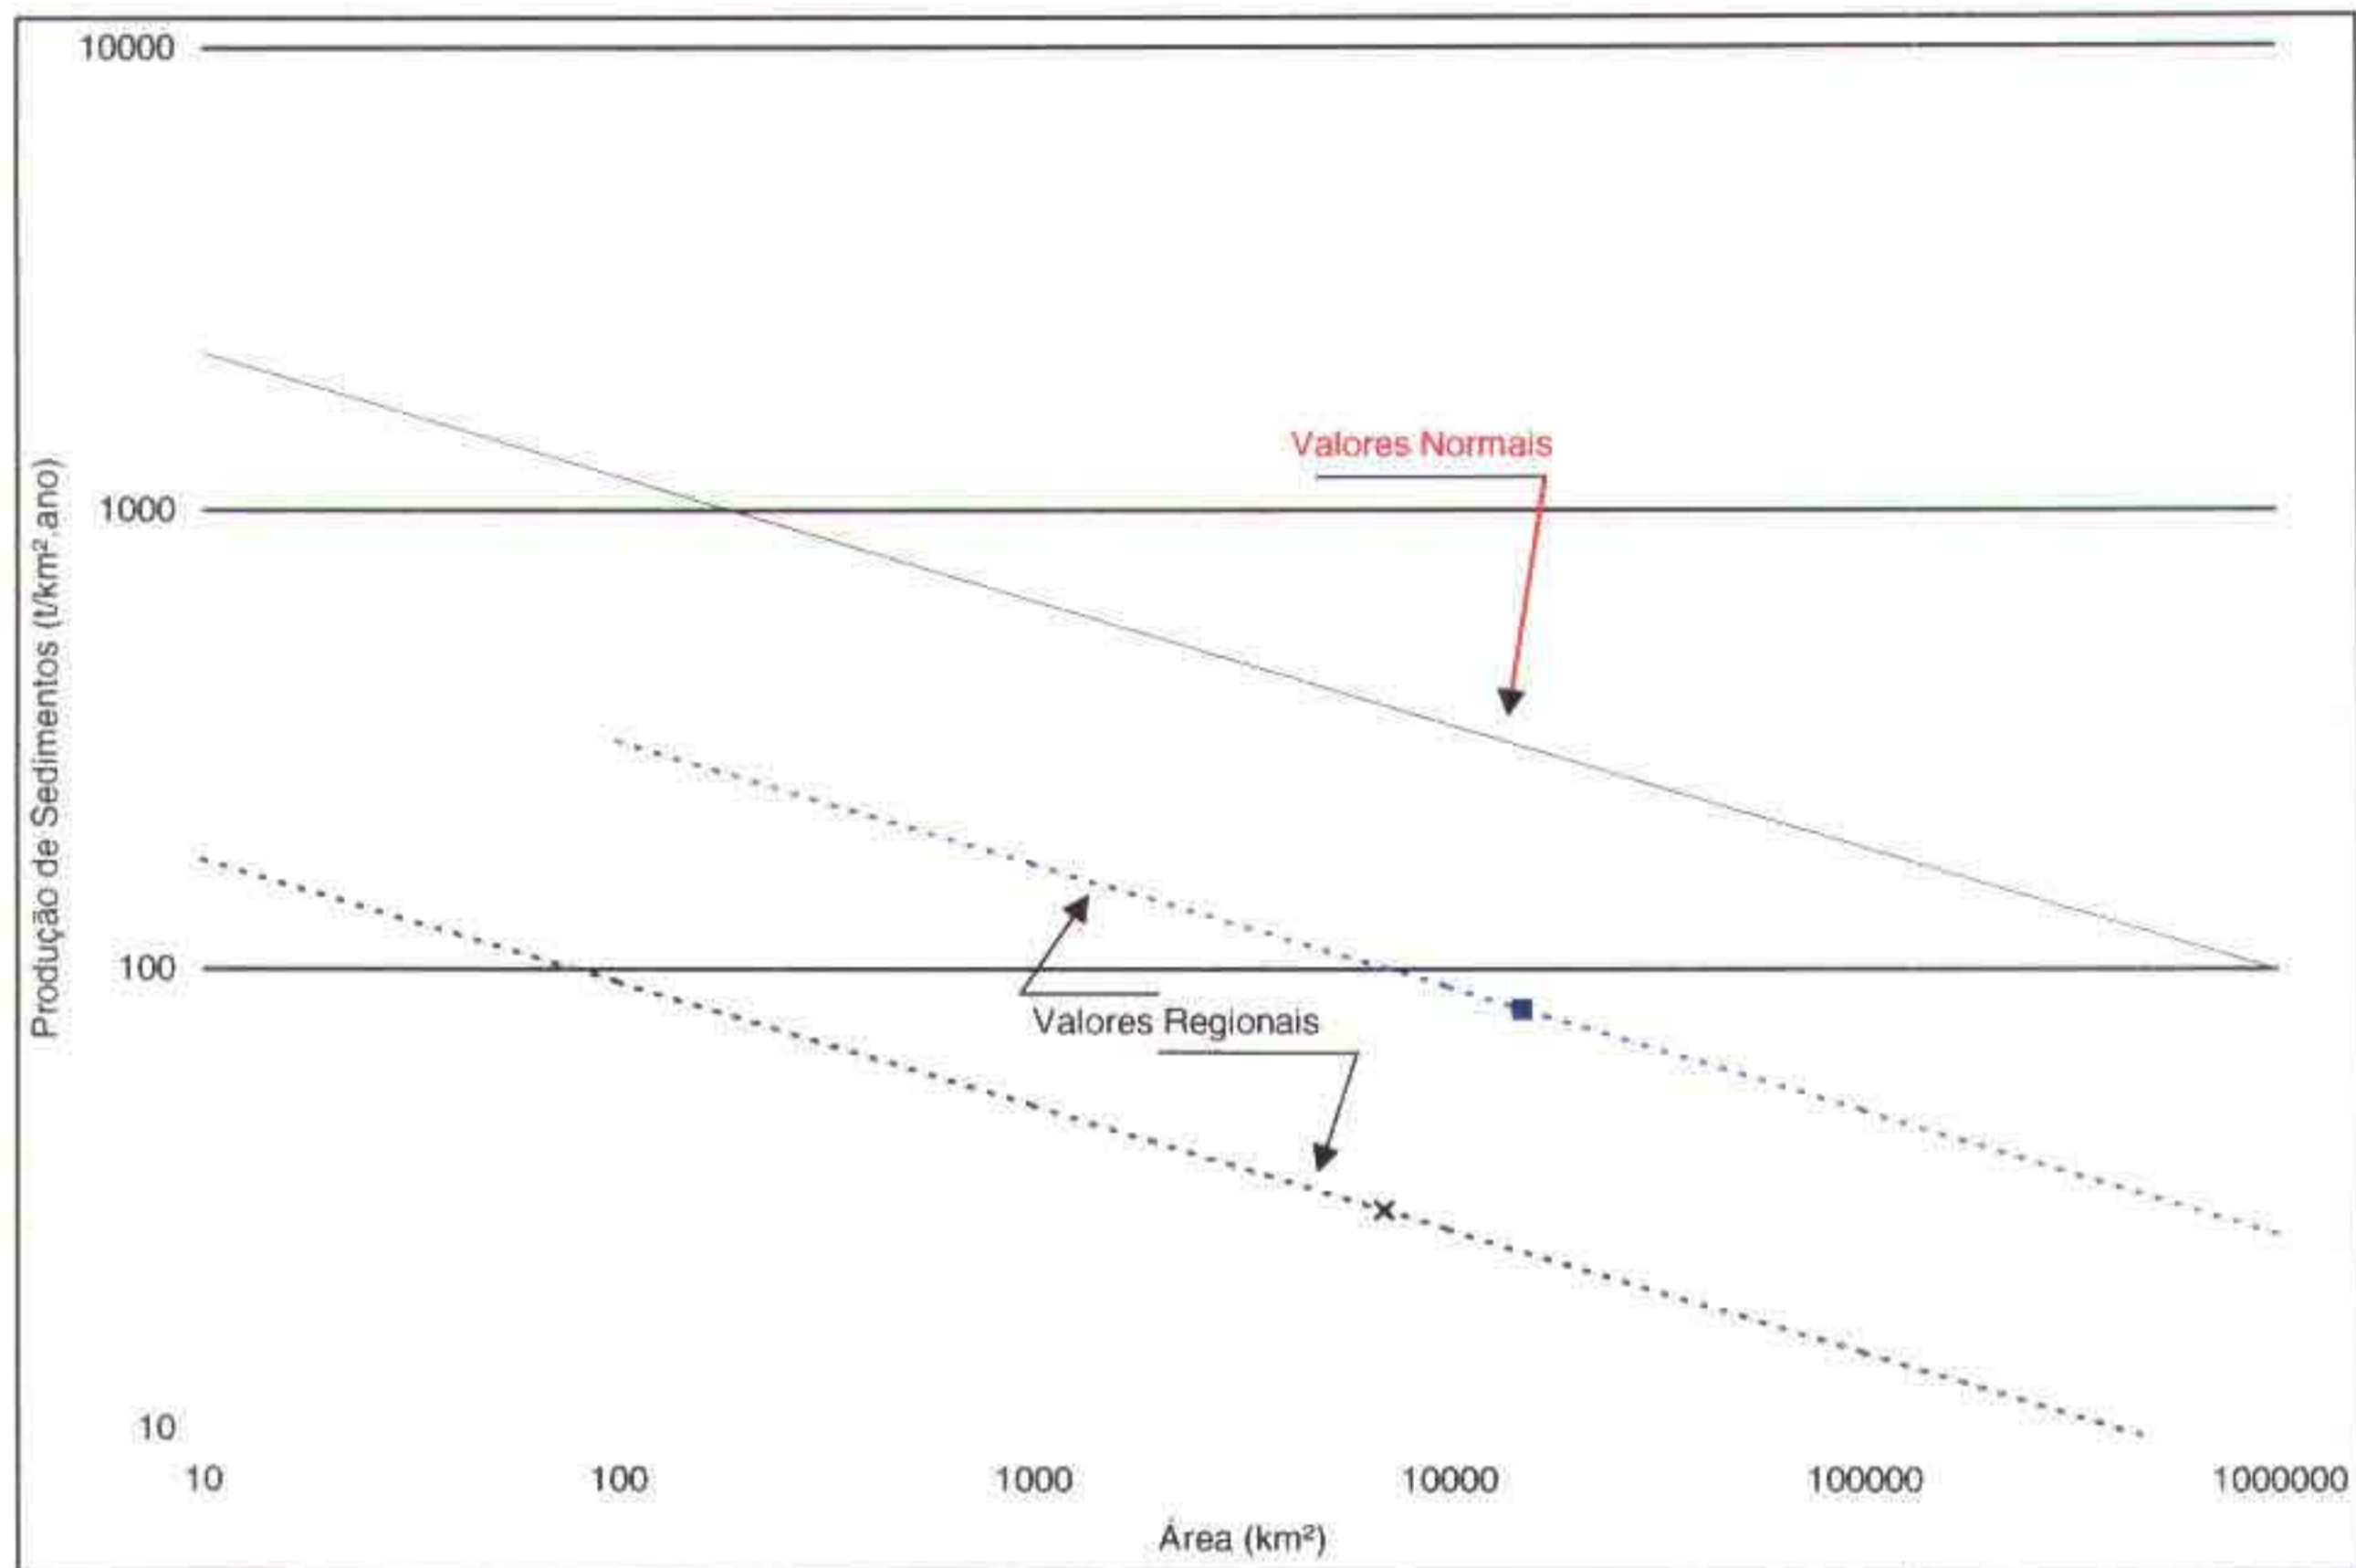 10000
Valores Normais
1000
Produção de Sedimentos (t/km².ano)
100
Valores Regionais
10
10 100 1000 10000 100000 1000000
Área (km²)